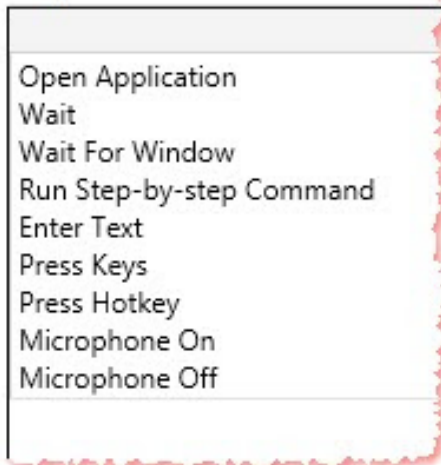 Open Application
Wait
Wait For Window
Run Step-by-step Command
Enter Text
Press Keys
Press Hotkey
Microphone On
Microphone Off